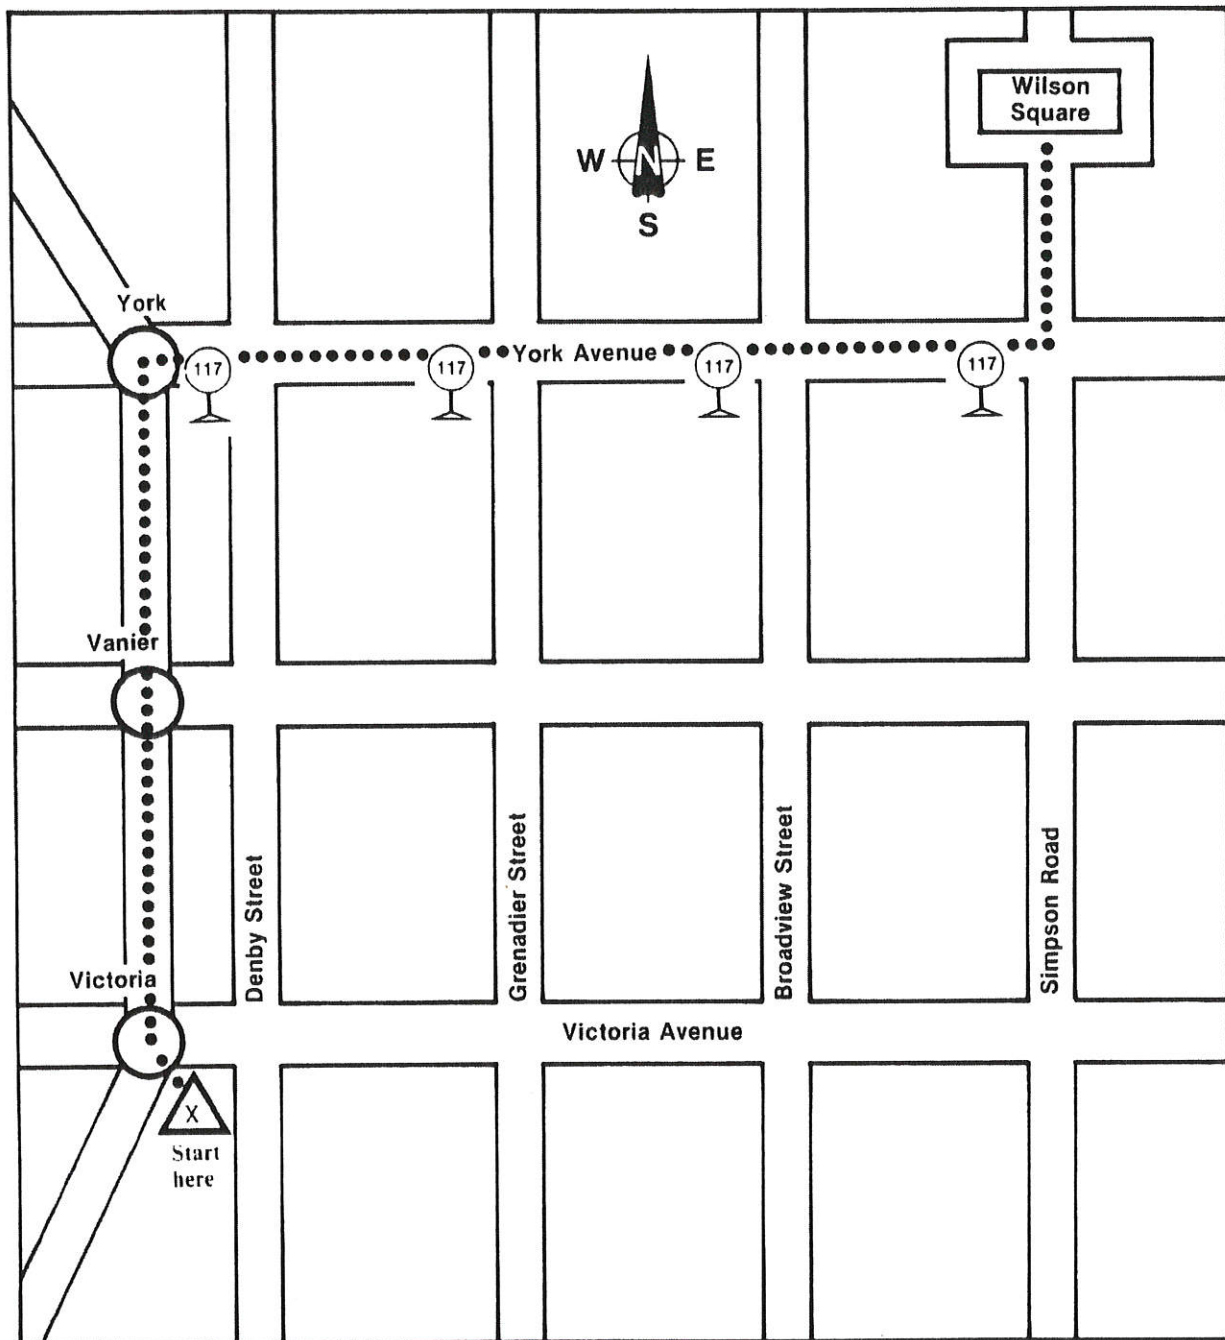 Wilson
Square
W N E
S
York
117
York Avenue
117
117
117
Vanier
Denby Street
Grenadier Street
Broadview Street
Simpson Road
Victoria
Victoria Avenue
X
Start
here